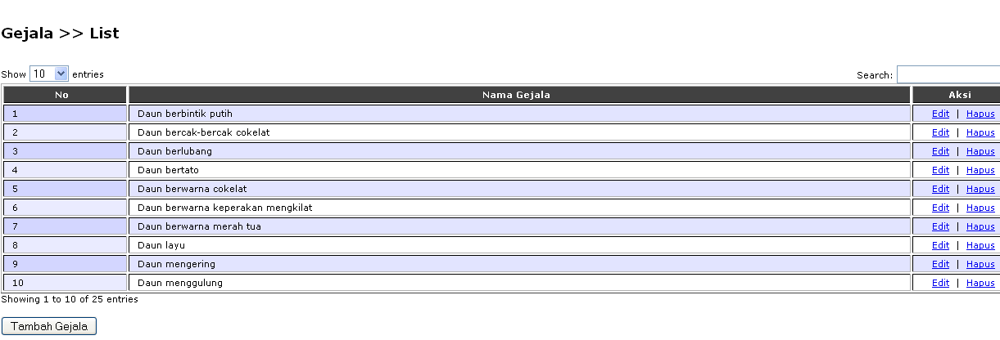 Gejala >> List
Show 10 entries Search:
No Nama Gejala Aksi
1 Daun berbintik putih Edit | Hapus
2 Daun bercak-bercak cokelat Edit | Hapus
3 Daun berlubang Edit | Hapus
4 Daun bertato Edit | Hapus
5 Daun berwarna cokelat Edit | Hapus
6 Daun berwarna keperakan mengkilat Edit | Hapus
7 Daun berwarna merah tua Edit | Hapus
8 Daun layu Edit | Hapus
9 Daun mengering Edit | Hapus
10 Daun menggulung Edit | Hapus
Showing 1 to 10 of 25 entries
Tambah Gejala